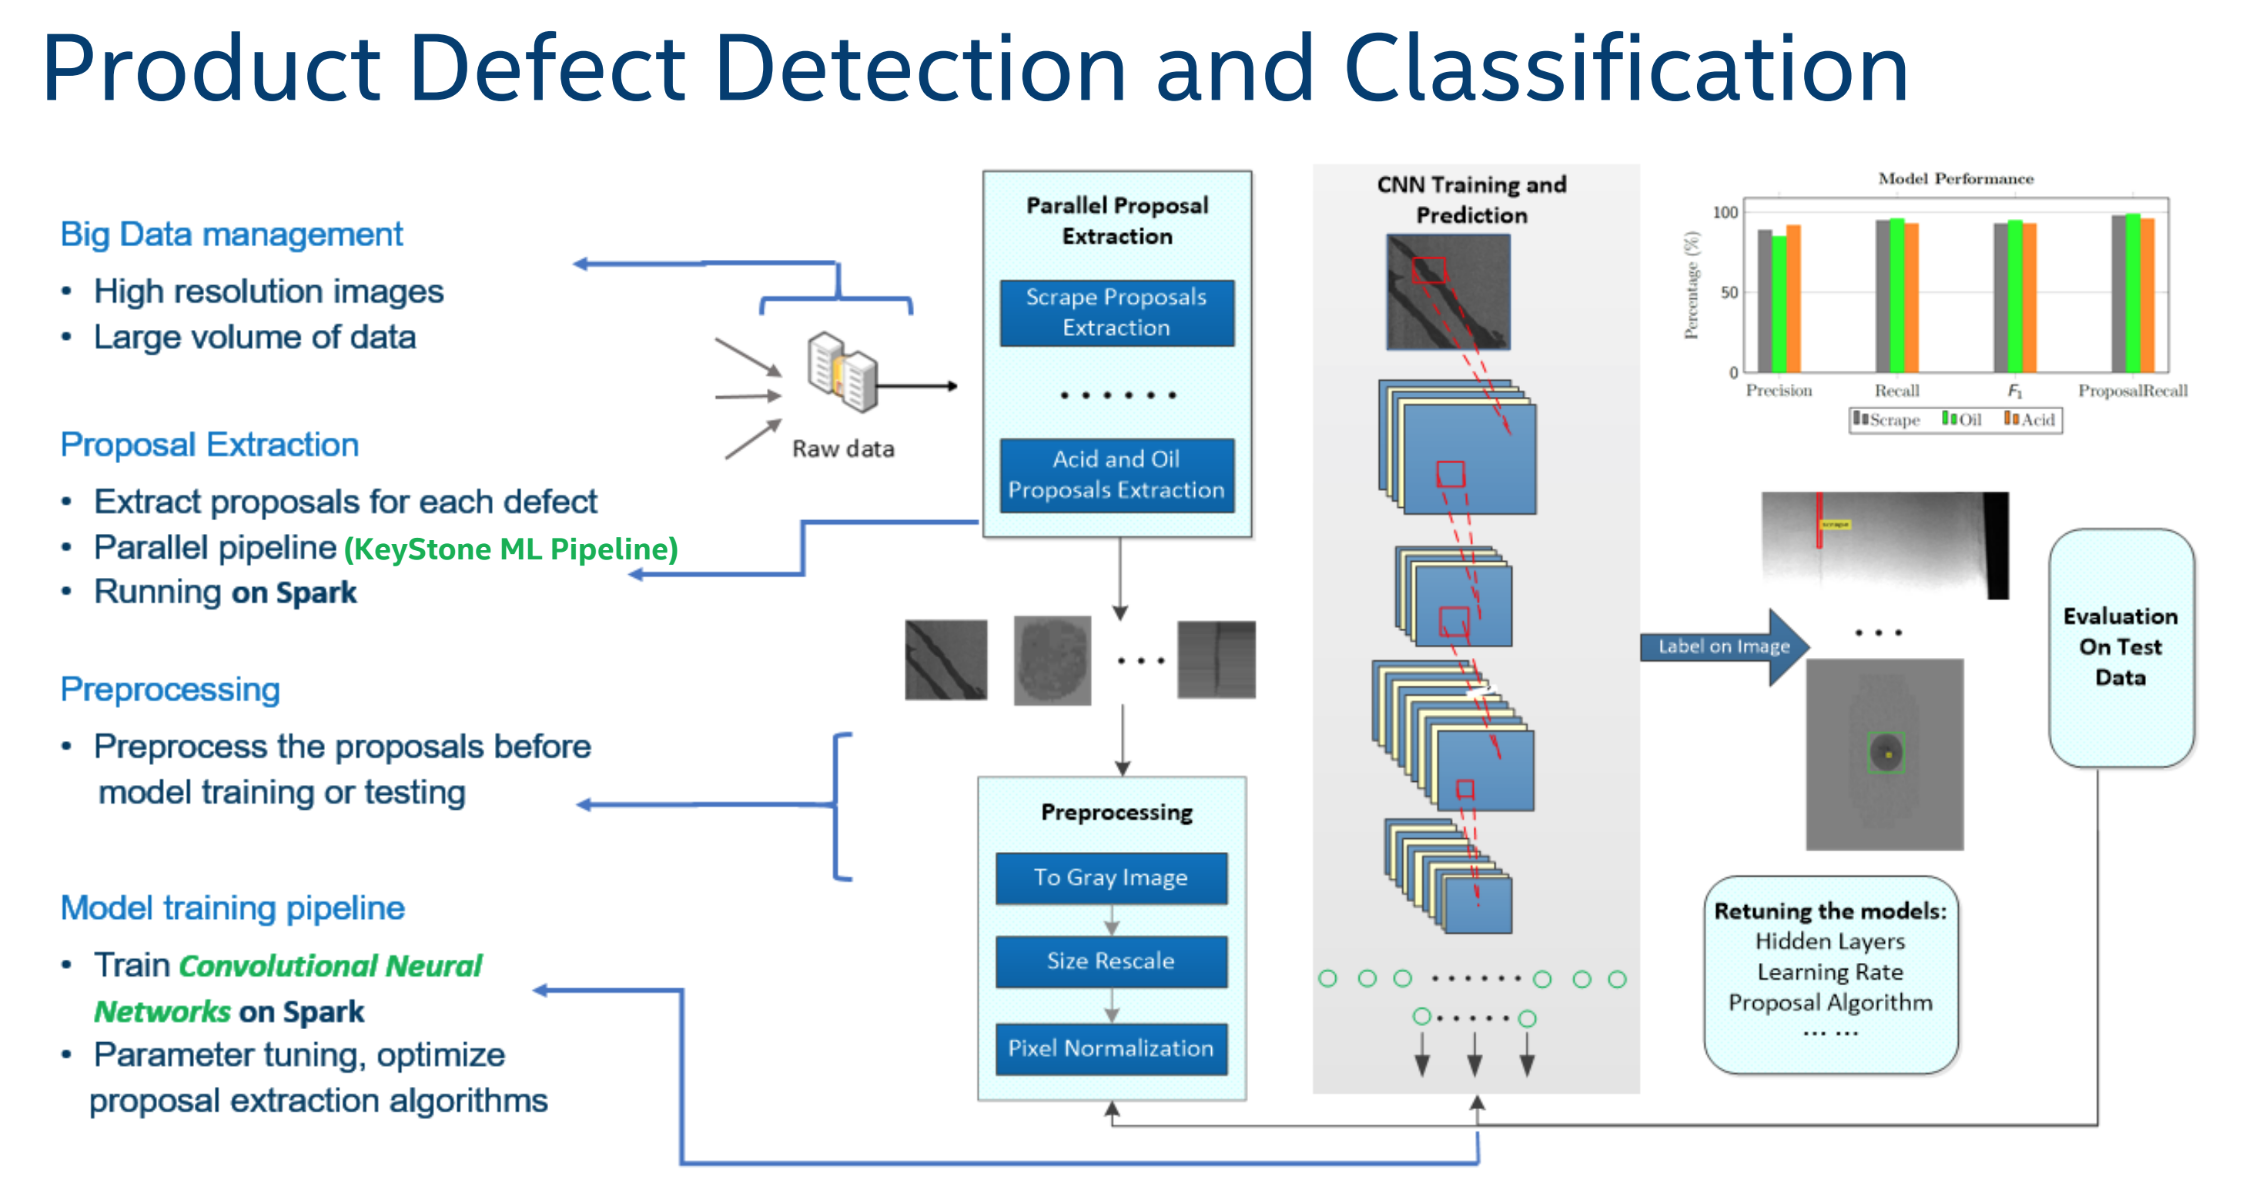 Product Defect Detection and Classification
Big Data management
• High resolution images
• Large volume of data
Proposal Extraction
• Extract proposals for each defect
• Parallel pipeline (KeyStone ML Pipeline)
• Running on Spark
Preprocessing
• Preprocess the proposals before
model training or testing
Model training pipeline
• Train Convolutional Neural
Networks on Spark
• Parameter tuning, optimize
proposal extraction algorithms
Raw data
Parallel Proposal
Extraction
Scrape Proposals
Extraction
......
Acid and Oil
Proposals Extraction
...
Preprocessing
To Gray Image
Size Rescale
Pixel Normalization
CNN Training and
Prediction
......
.....
Label on Image
Model Performance
Percentage (%)
100
50
0
Precision
Recall
F1
ProposalRecall
Scrape
Oil
Acid
...
Evaluation
On Test
Data
Retuning the models:
Hidden Layers
Learning Rate
Proposal Algorithm
... ...